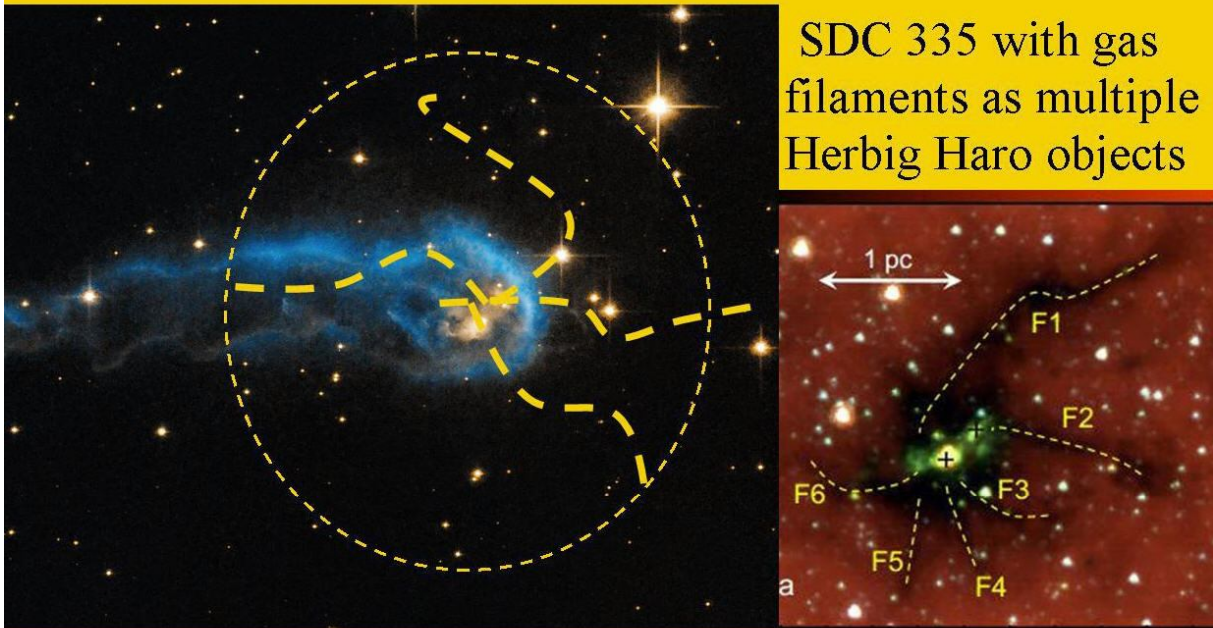 SDC 335 with gas
filaments as multiple
Herbig Haro objects
1 pc
F1
F2
F3
F6
F5
F4
a